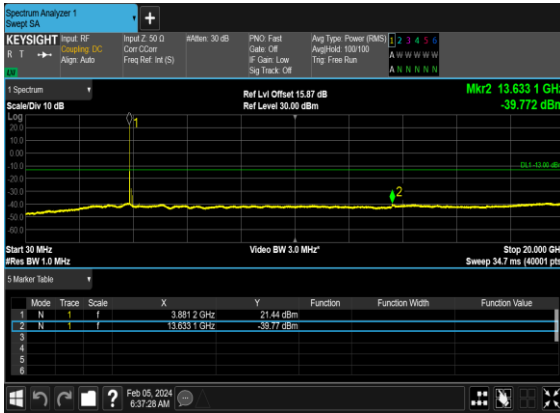 Spectrum Analyzer 1
Swept SA
+
KEYSIGHT
R T
Input: RF
Coupling: DC
Align: Auto
Input Z: 50 Ω
Corr CCorr
Freq Ref: Int (S)
#Atten: 30 dB
PNO: Fast
Gate: Off
IF Gain: Low
Sig Track: Off
Avg Type: Power (RMS)
Avg|Hold: 100/100
Trig: Free Run
1 2 3 4 5 6
A W W W W W
A N N N N N
1 Spectrum
Scale/Div 10 dB
Ref Lvl Offset 15.87 dB
Ref Level 30.00 dBm
Mkr2 13.633 1 GHz
-39.772 dBm
Log
20.0
10.0
0.00
-10.0
-20.0
-30.0
-40.0
-50.0
-60.0
1
2
DL1 -13.00 dBm
Start 30 MHz
#Res BW 1.0 MHz
Video BW 3.0 MHz*
Stop 20.000 GHz
Sweep 34.7 ms (40001 pts)
5 Marker Table
Mode Trace Scale X Y Function Function Width Function Value
1 N 1 f 3.881 2 GHz 21.44 dBm
2 N 1 f 13.633 1 GHz -39.77 dBm
3
4
5
6
?
Feb 05, 2024
6:37:28 AM